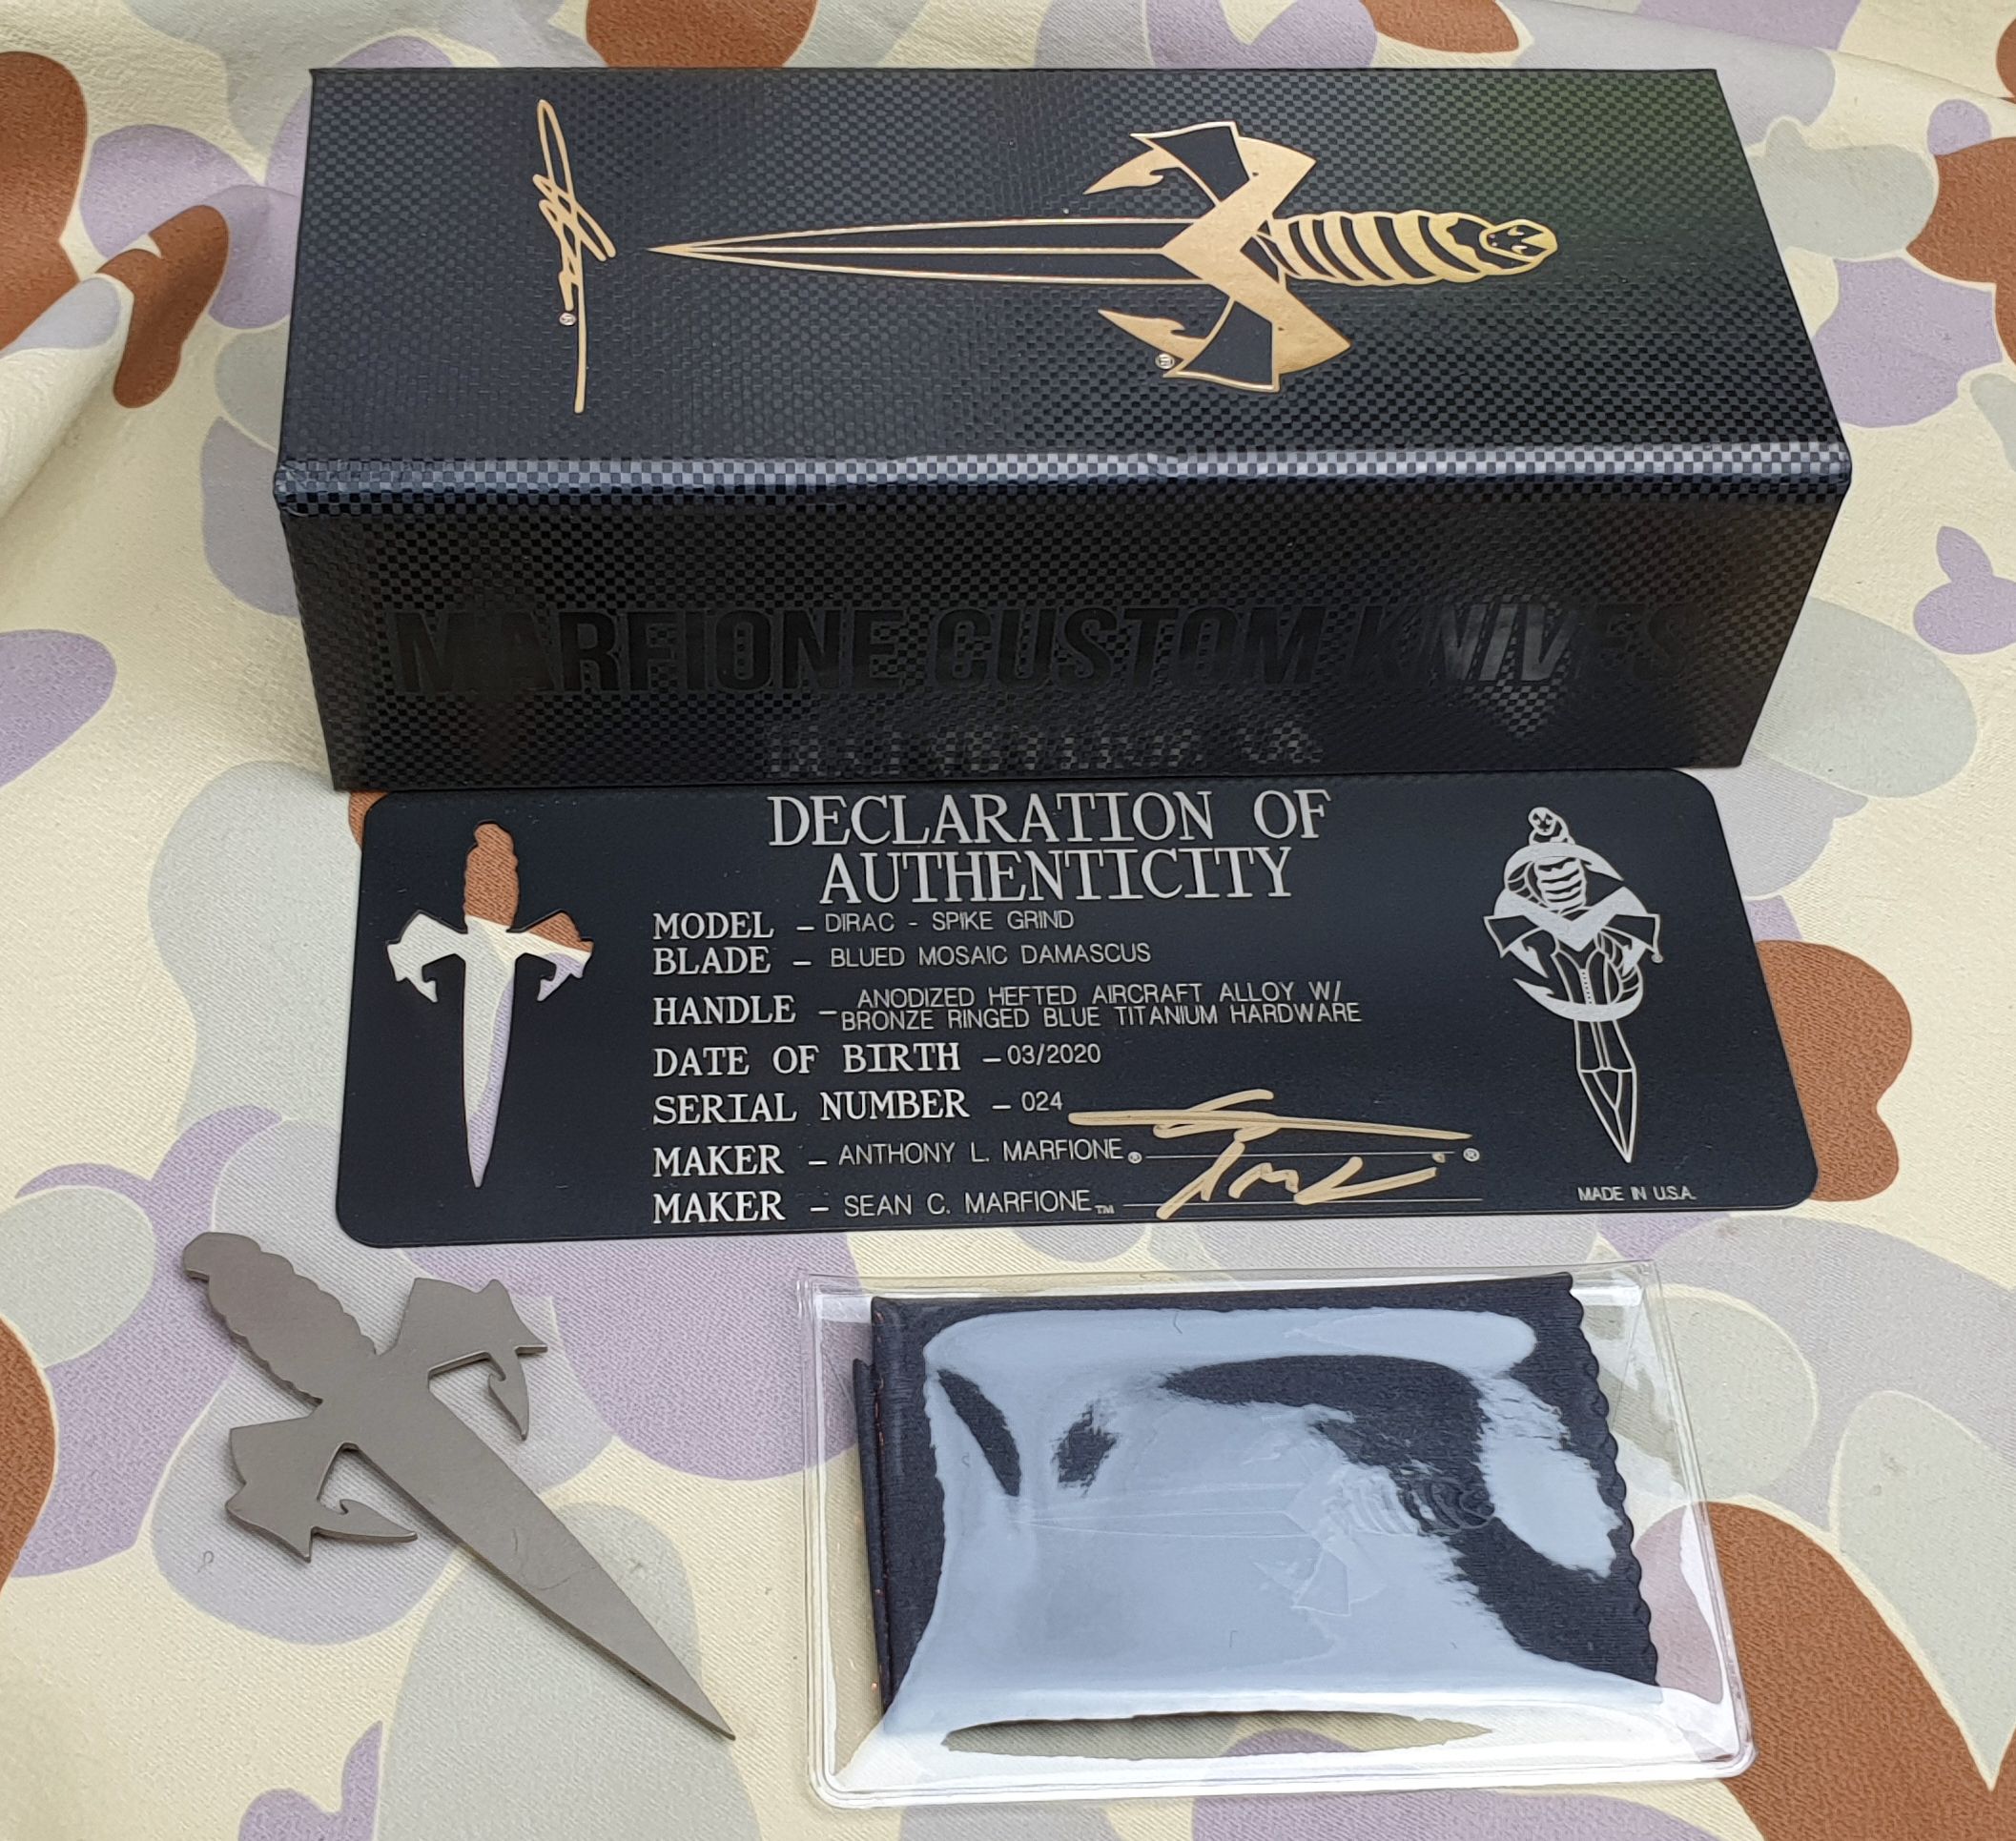 MARFIONE CUSTOM KNIVES
DECLARATION OF
AUTHENTICITY
MODEL – DIRAC - SPIKE GRIND
BLADE – BLUED MOSAIC DAMASCUS
HANDLE – ANODIZED HEFTED AIRCRAFT ALLOY W/
BRONZE RINGED BLUE TITANIUM HARDWARE
DATE OF BIRTH – 03/2020
SERIAL NUMBER – 024
MAKER – ANTHONY L. MARFIONE® ®
MAKER – SEAN C. MARFIONE™
MADE IN U.S.A.